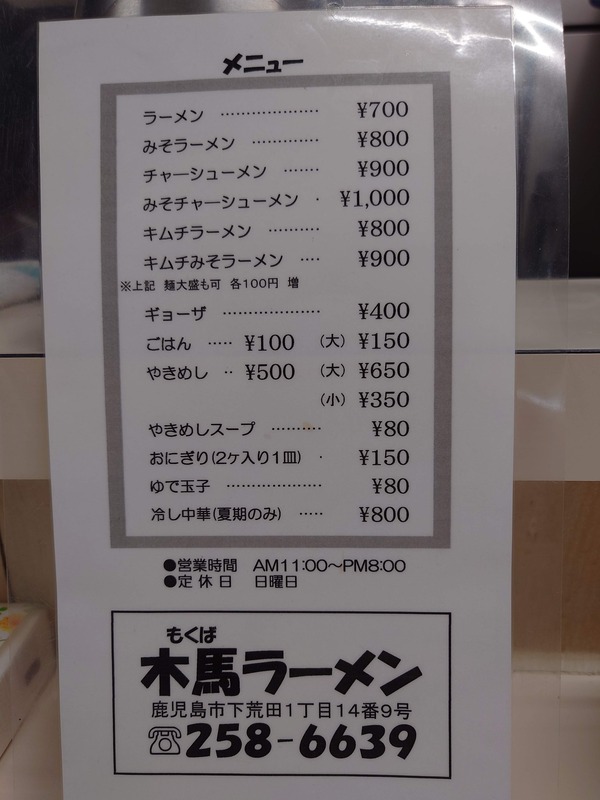 メニュー
ラーメン ………………… ¥700
みそラーメン ………… ¥800
チャーシューメン ……· ¥900
みそチャーシューメン · ¥1,000
キムチラーメン ………· ¥800
キムチみそラーメン ···· ¥900
※上記 麺大盛も可 各100円 増
ギョーザ ………………… ¥400
ごはん ····· ¥100 (大) ¥150
やきめし ·· ¥500 (大) ¥650
(小) ¥350
やきめしスープ ………· ¥80
おにぎり(2ケ入り1皿) · ¥150
ゆで玉子 ………………… ¥80
冷し中華(夏期のみ) ····· ¥800
●営業時間 AM11:00〜PM8:00
●定休日 日曜日
もくば
木馬ラーメン
鹿児島市下荒田1丁目14番9号
☏258-6639